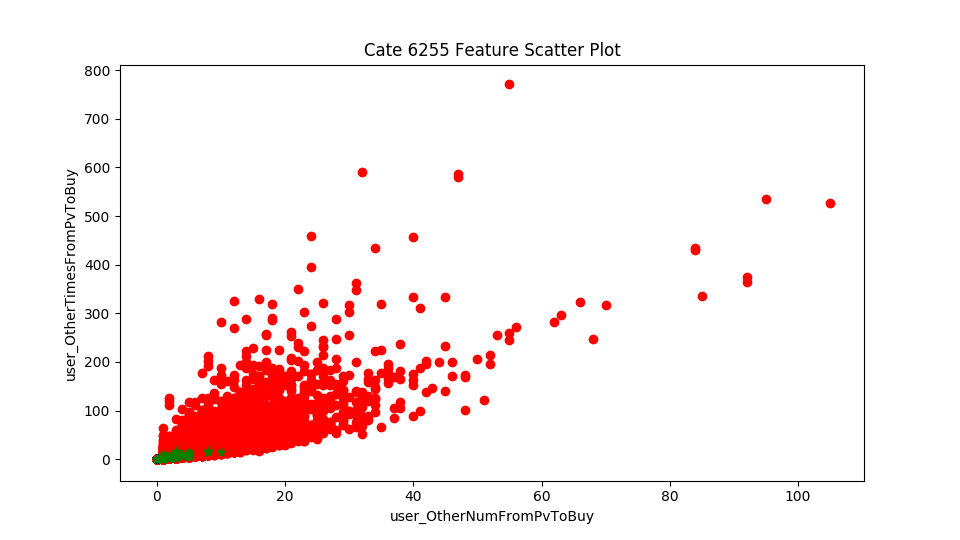 Cate 6255 Feature Scatter Plot
user_OtherTimesFromPvToBuy
800
700
600
500
400
300
200
100
0
0 20 40 60 80 100
user_OtherNumFromPvToBuy